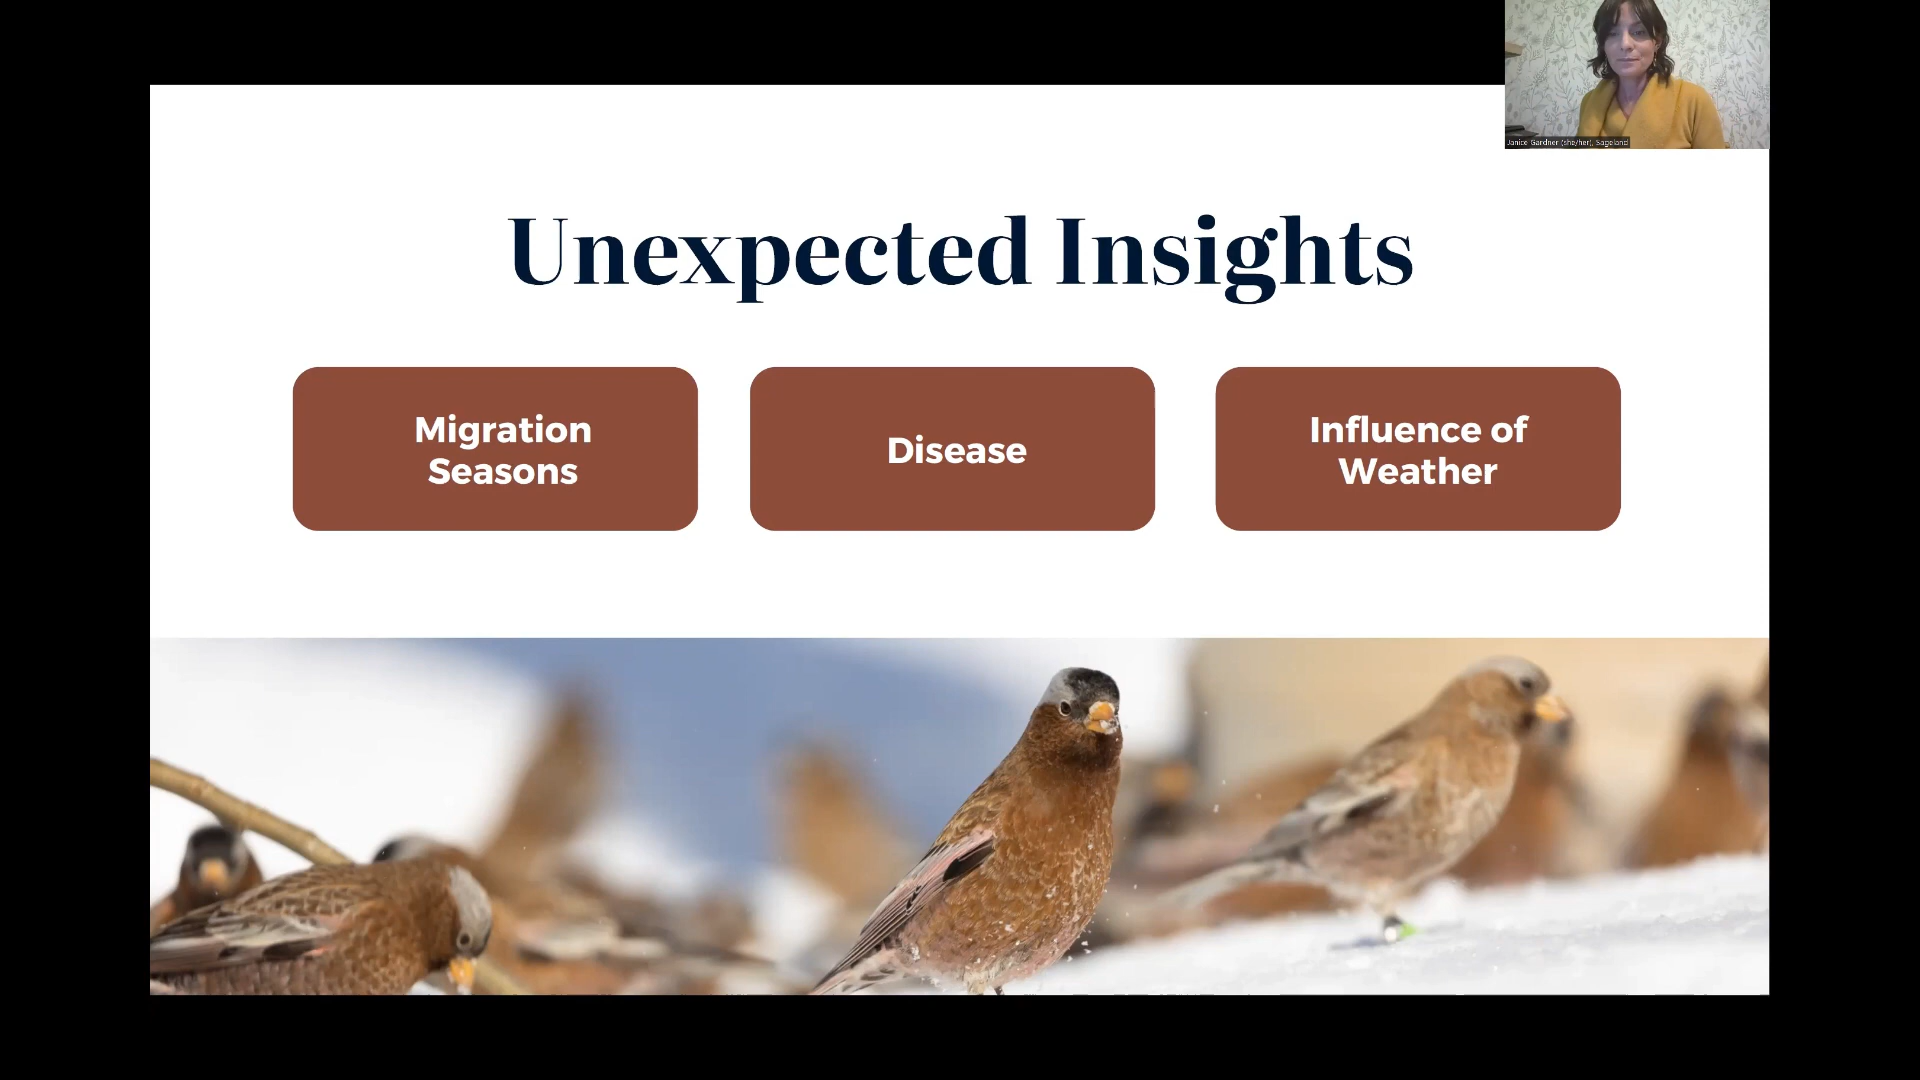 Janice Gardner (she/her), Sageland
Unexpected Insights
Migration
Seasons
Disease
Influence of
Weather